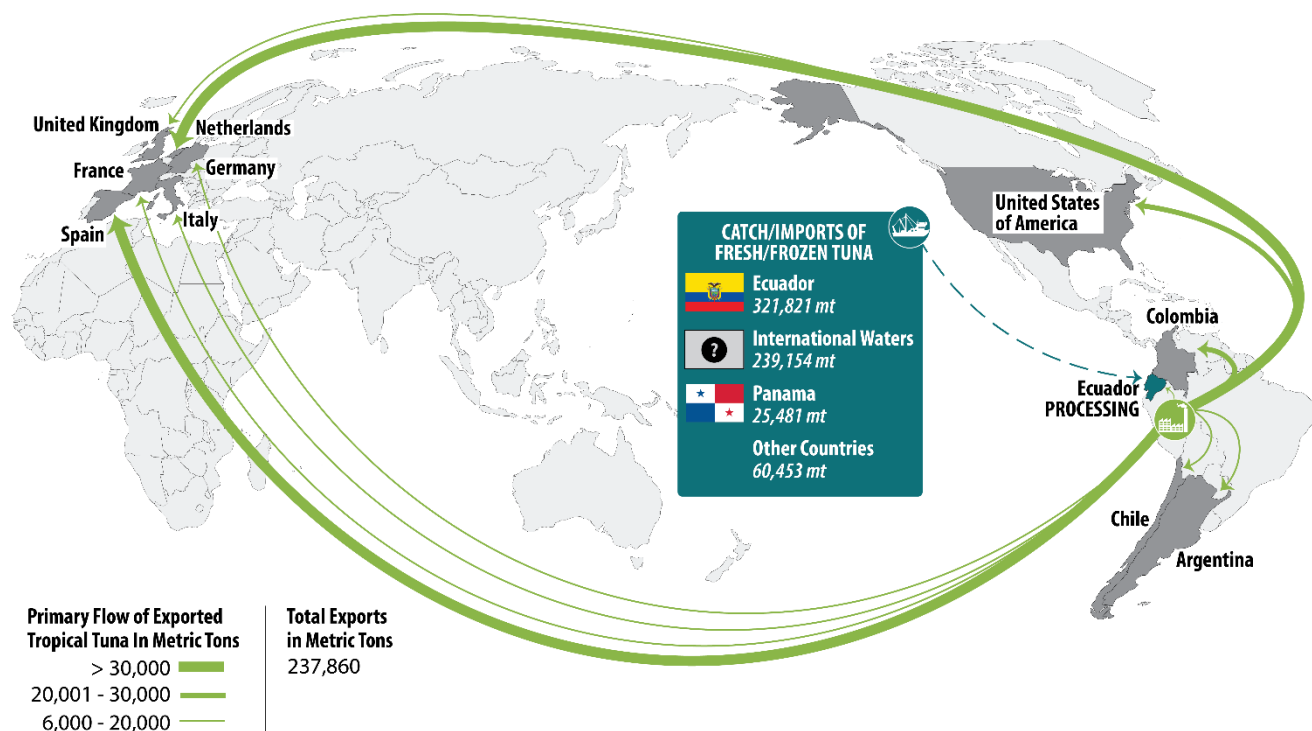 United Kingdom
Netherlands
France
Germany
Spain
Italy
United States
of America
CATCH/IMPORTS OF
FRESH/FROZEN TUNA
Ecuador
321,821 mt
?
International Waters
239,154 mt
Panama
25,481 mt
Other Countries
60,453 mt
Colombia
Ecuador
PROCESSING
Chile
Argentina
Primary Flow of Exported
Tropical Tuna In Metric Tons
> 30,000
20,001 - 30,000
6,000 - 20,000
Total Exports
in Metric Tons
237,860